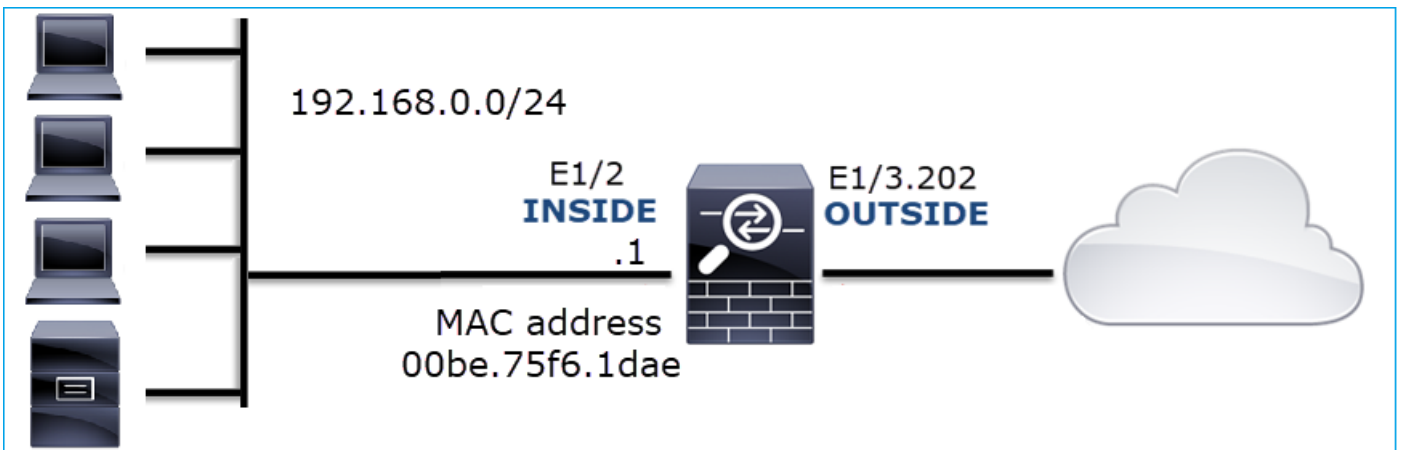 192.168.0.0/24
E1/2
INSIDE
.1
E1/3.202
OUTSIDE
MAC address
00be.75f6.1dae